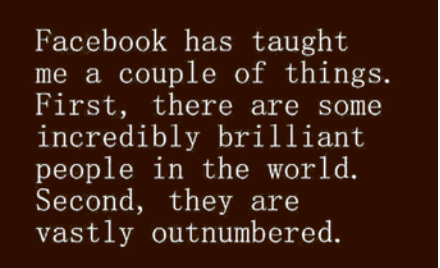 Facebook has taught
me a couple of things.
First, there are some
incredibly brilliant
people in the world.
Second, they are
vastly outnumbered.